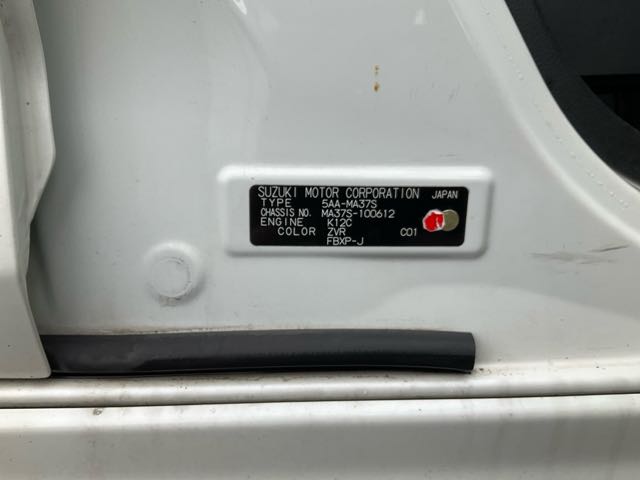 SUZUKI MOTOR CORPORATION JAPAN
TYPE 5AA-MA37S
CHASSIS NO. MA37S-100612
ENGINE K12C
COLOR ZVR C01
FBXP-J